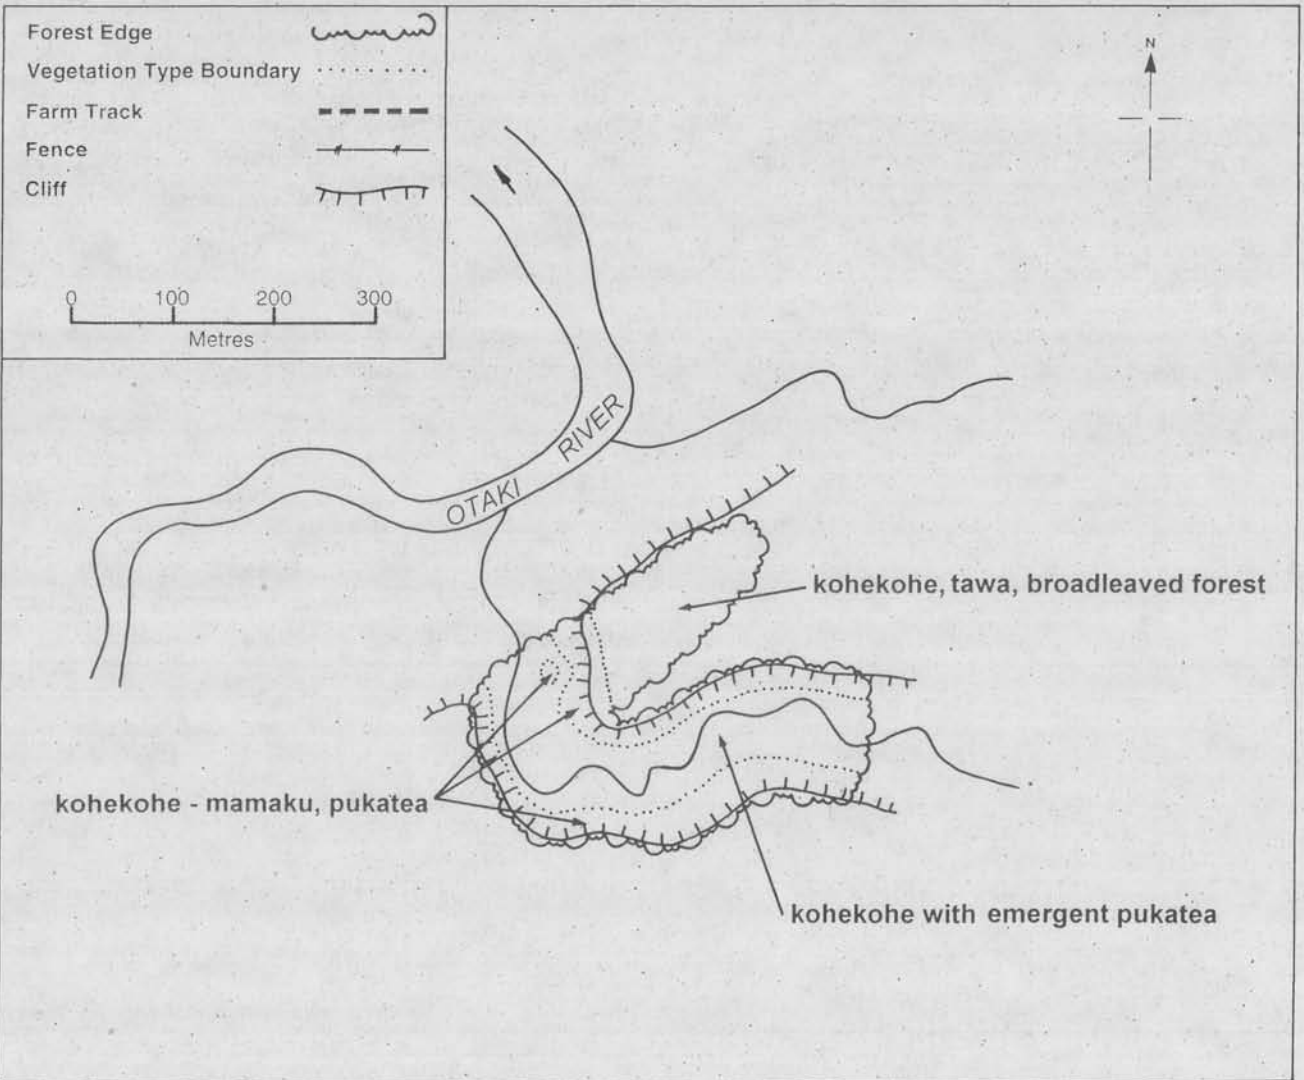 Forest Edge
Vegetation Type Boundary
Farm Track
Fence
Cliff
0 100 200 300
Metres
N
OTAKI RIVER
kohekohe, tawa, broadleaved forest
kohekohe - mamaku, pukatea
kohekohe with emergent pukatea